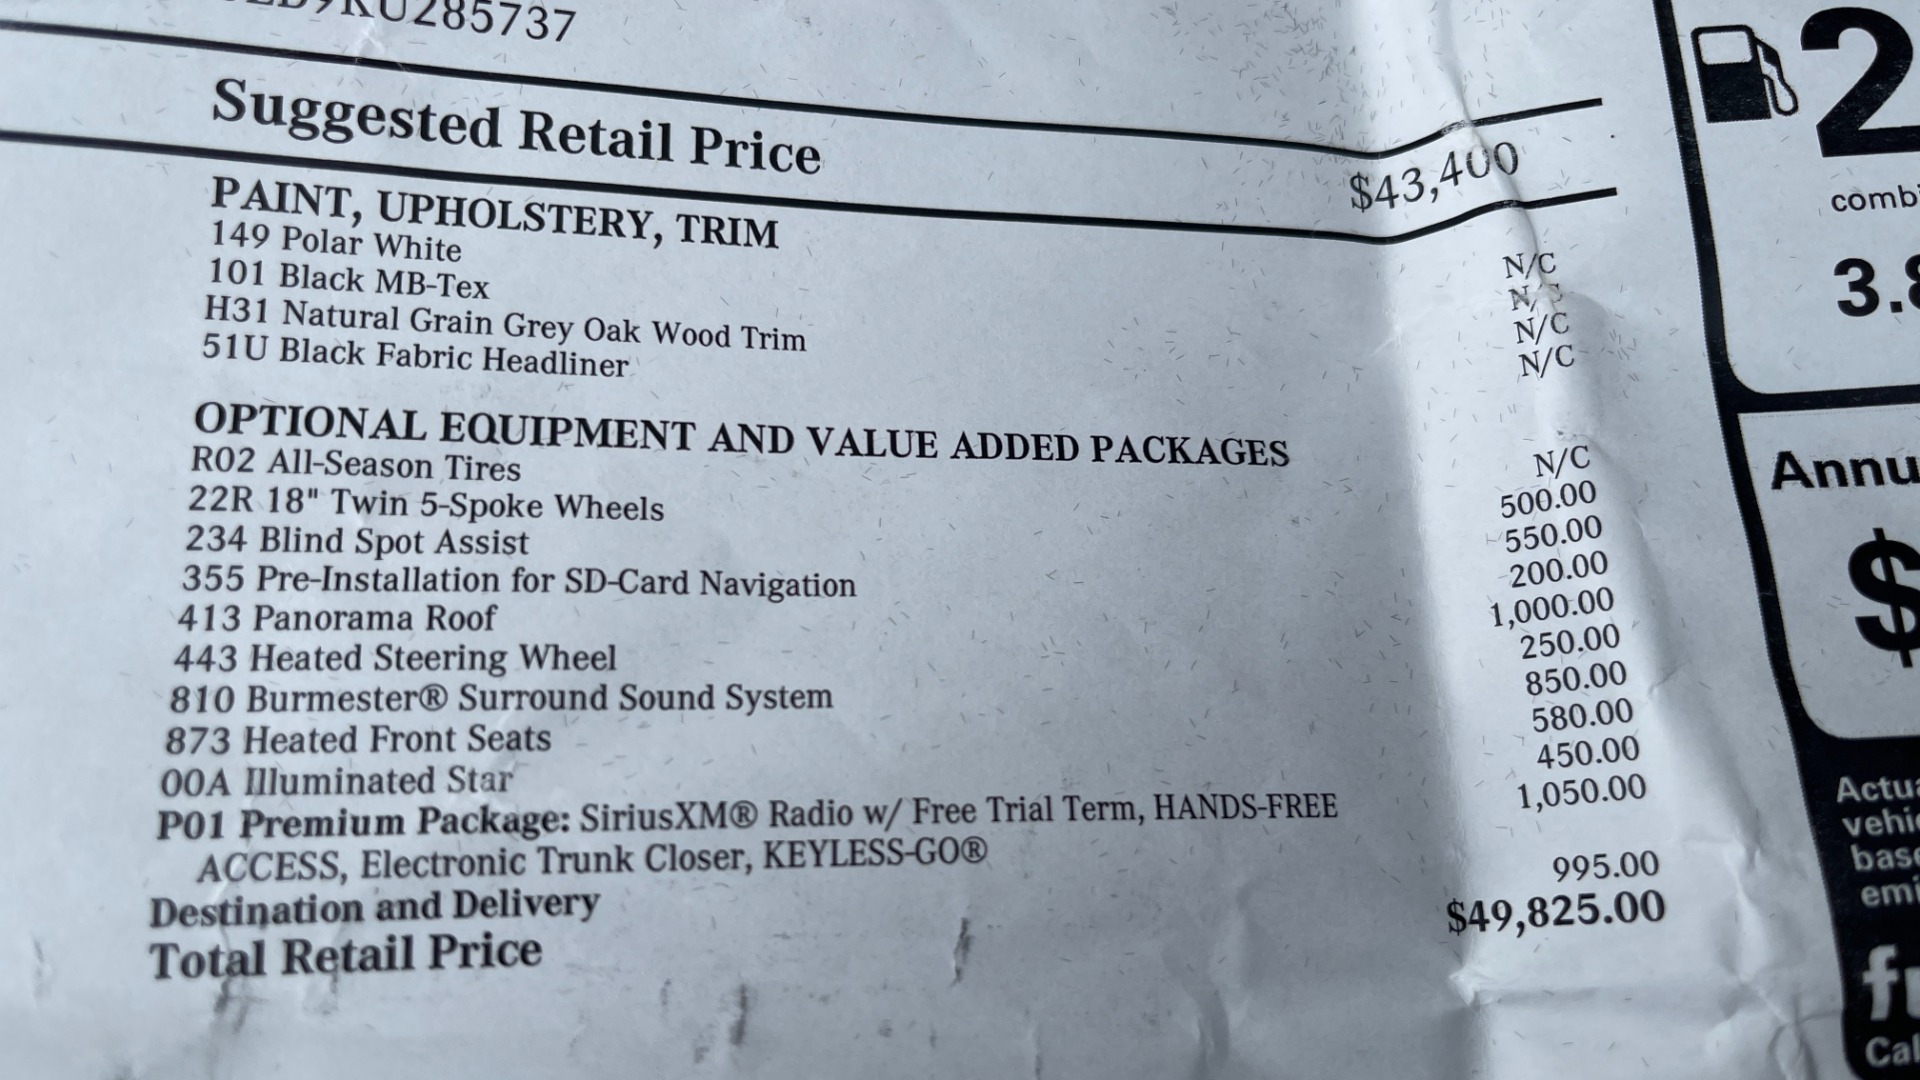 285737
Suggested Retail Price $43,400
PAINT, UPHOLSTERY, TRIM
149 Polar White N/C
101 Black MB-Tex
H31 Natural Grain Grey Oak Wood Trim N/C
51U Black Fabric Headliner N/C
OPTIONAL EQUIPMENT AND VALUE ADDED PACKAGES
R02 All-Season Tires N/C
22R 18" Twin 5-Spoke Wheels 500.00
234 Blind Spot Assist 550.00
355 Pre-Installation for SD-Card Navigation 200.00
413 Panorama Roof 1,000.00
443 Heated Steering Wheel 250.00
810 Burmester® Surround Sound System 850.00
873 Heated Front Seats 580.00
00A Illuminated Star 450.00
P01 Premium Package: SiriusXM® Radio w/ Free Trial Term, HANDS-FREE 1,050.00
ACCESS, Electronic Trunk Closer, KEYLESS-GO®
Destination and Delivery 995.00
Total Retail Price $49,825.00
2
comb
3.
Annu
$
Actua
vehi
base
emi
fu
Cal